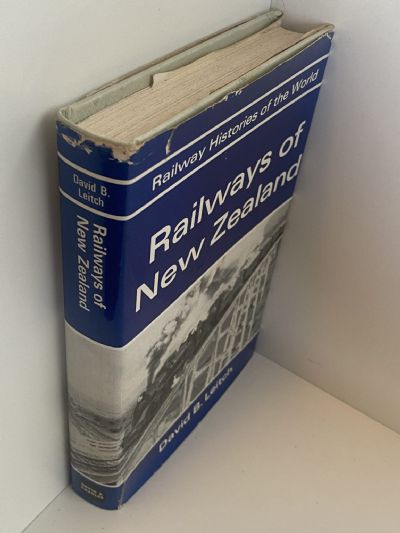 David B.
Leitch
Railways of
New Zealand
Railway Histories of the World
Railways of
New Zealand
David B. Leitch